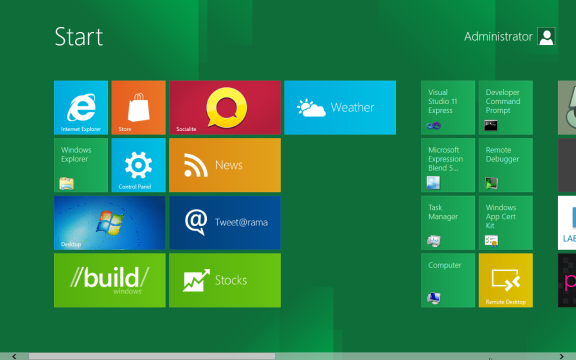 Start
Administrator
Internet Explorer
Store
Socialite
Weather
Visual
Studio 11
Express
Developer
Command
Prompt
Windows
Explorer
Control Panel
News
Microsoft
Expression
Blend 5...
Remote
Debugger
Desktop
Tweet@rama
Task
Manager
Windows
App Cert
Kit
LAB
//build/
windows
Stocks
Computer
Remote Desktop
p